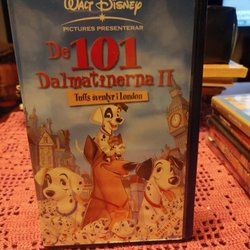 WALT DISNEY
PICTURES PRESENTERAR
De 101
Dalmatinerna II
Tuffs äventyr i London